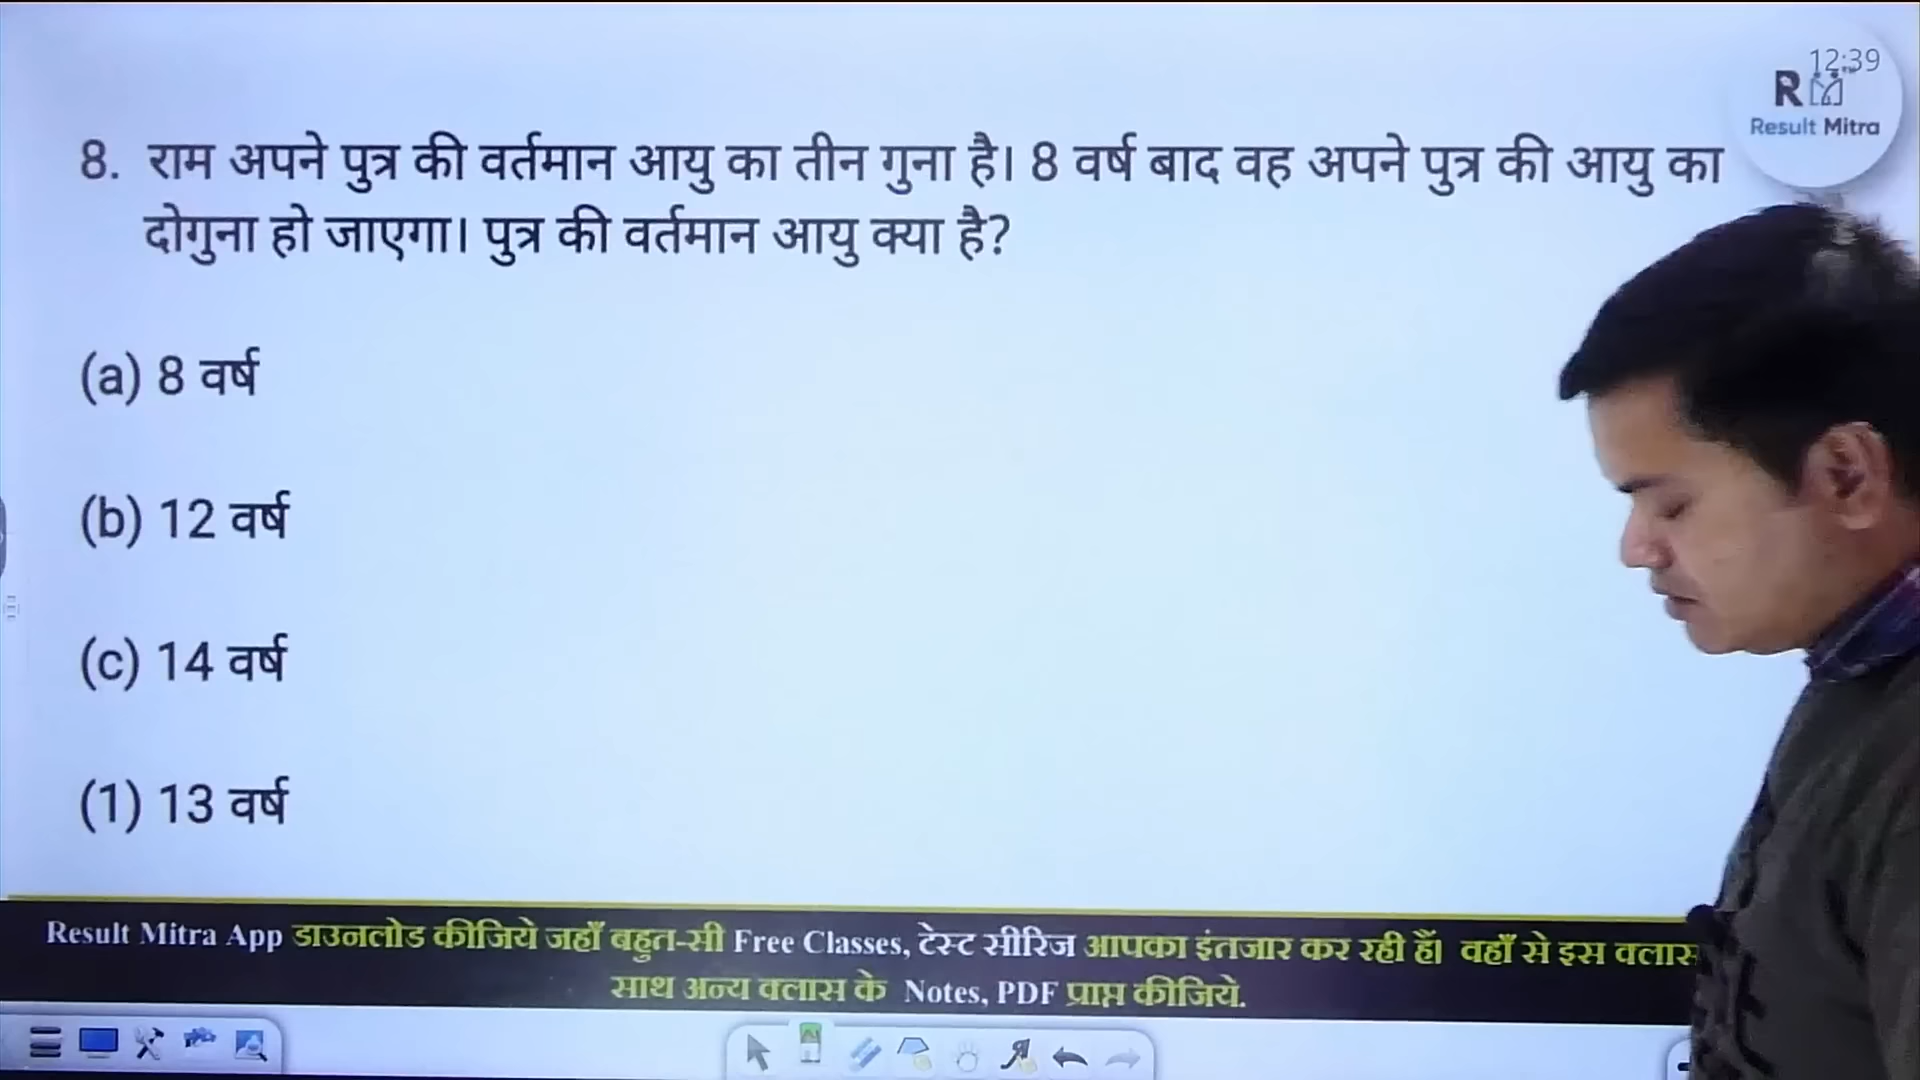 12:39
Result Mitra
8. राम अपने पुत्र की वर्तमान आयु का तीन गुना है। 8 वर्ष बाद वह अपने पुत्र की आयु का
दोगुना हो जाएगा। पुत्र की वर्तमान आयु क्या है?
(a) 8 वर्ष
(b) 12 वर्ष
(c) 14 वर्ष
(1) 13 वर्ष
Result Mitra App डाउनलोड कीजिये जहाँ बहुत-सी Free Classes, टेस्ट सीरिज आपका इंतजार कर रही हैं। वहाँ से इस क्लास
साथ अन्य क्लास के Notes, PDF प्राप्त कीजिये.